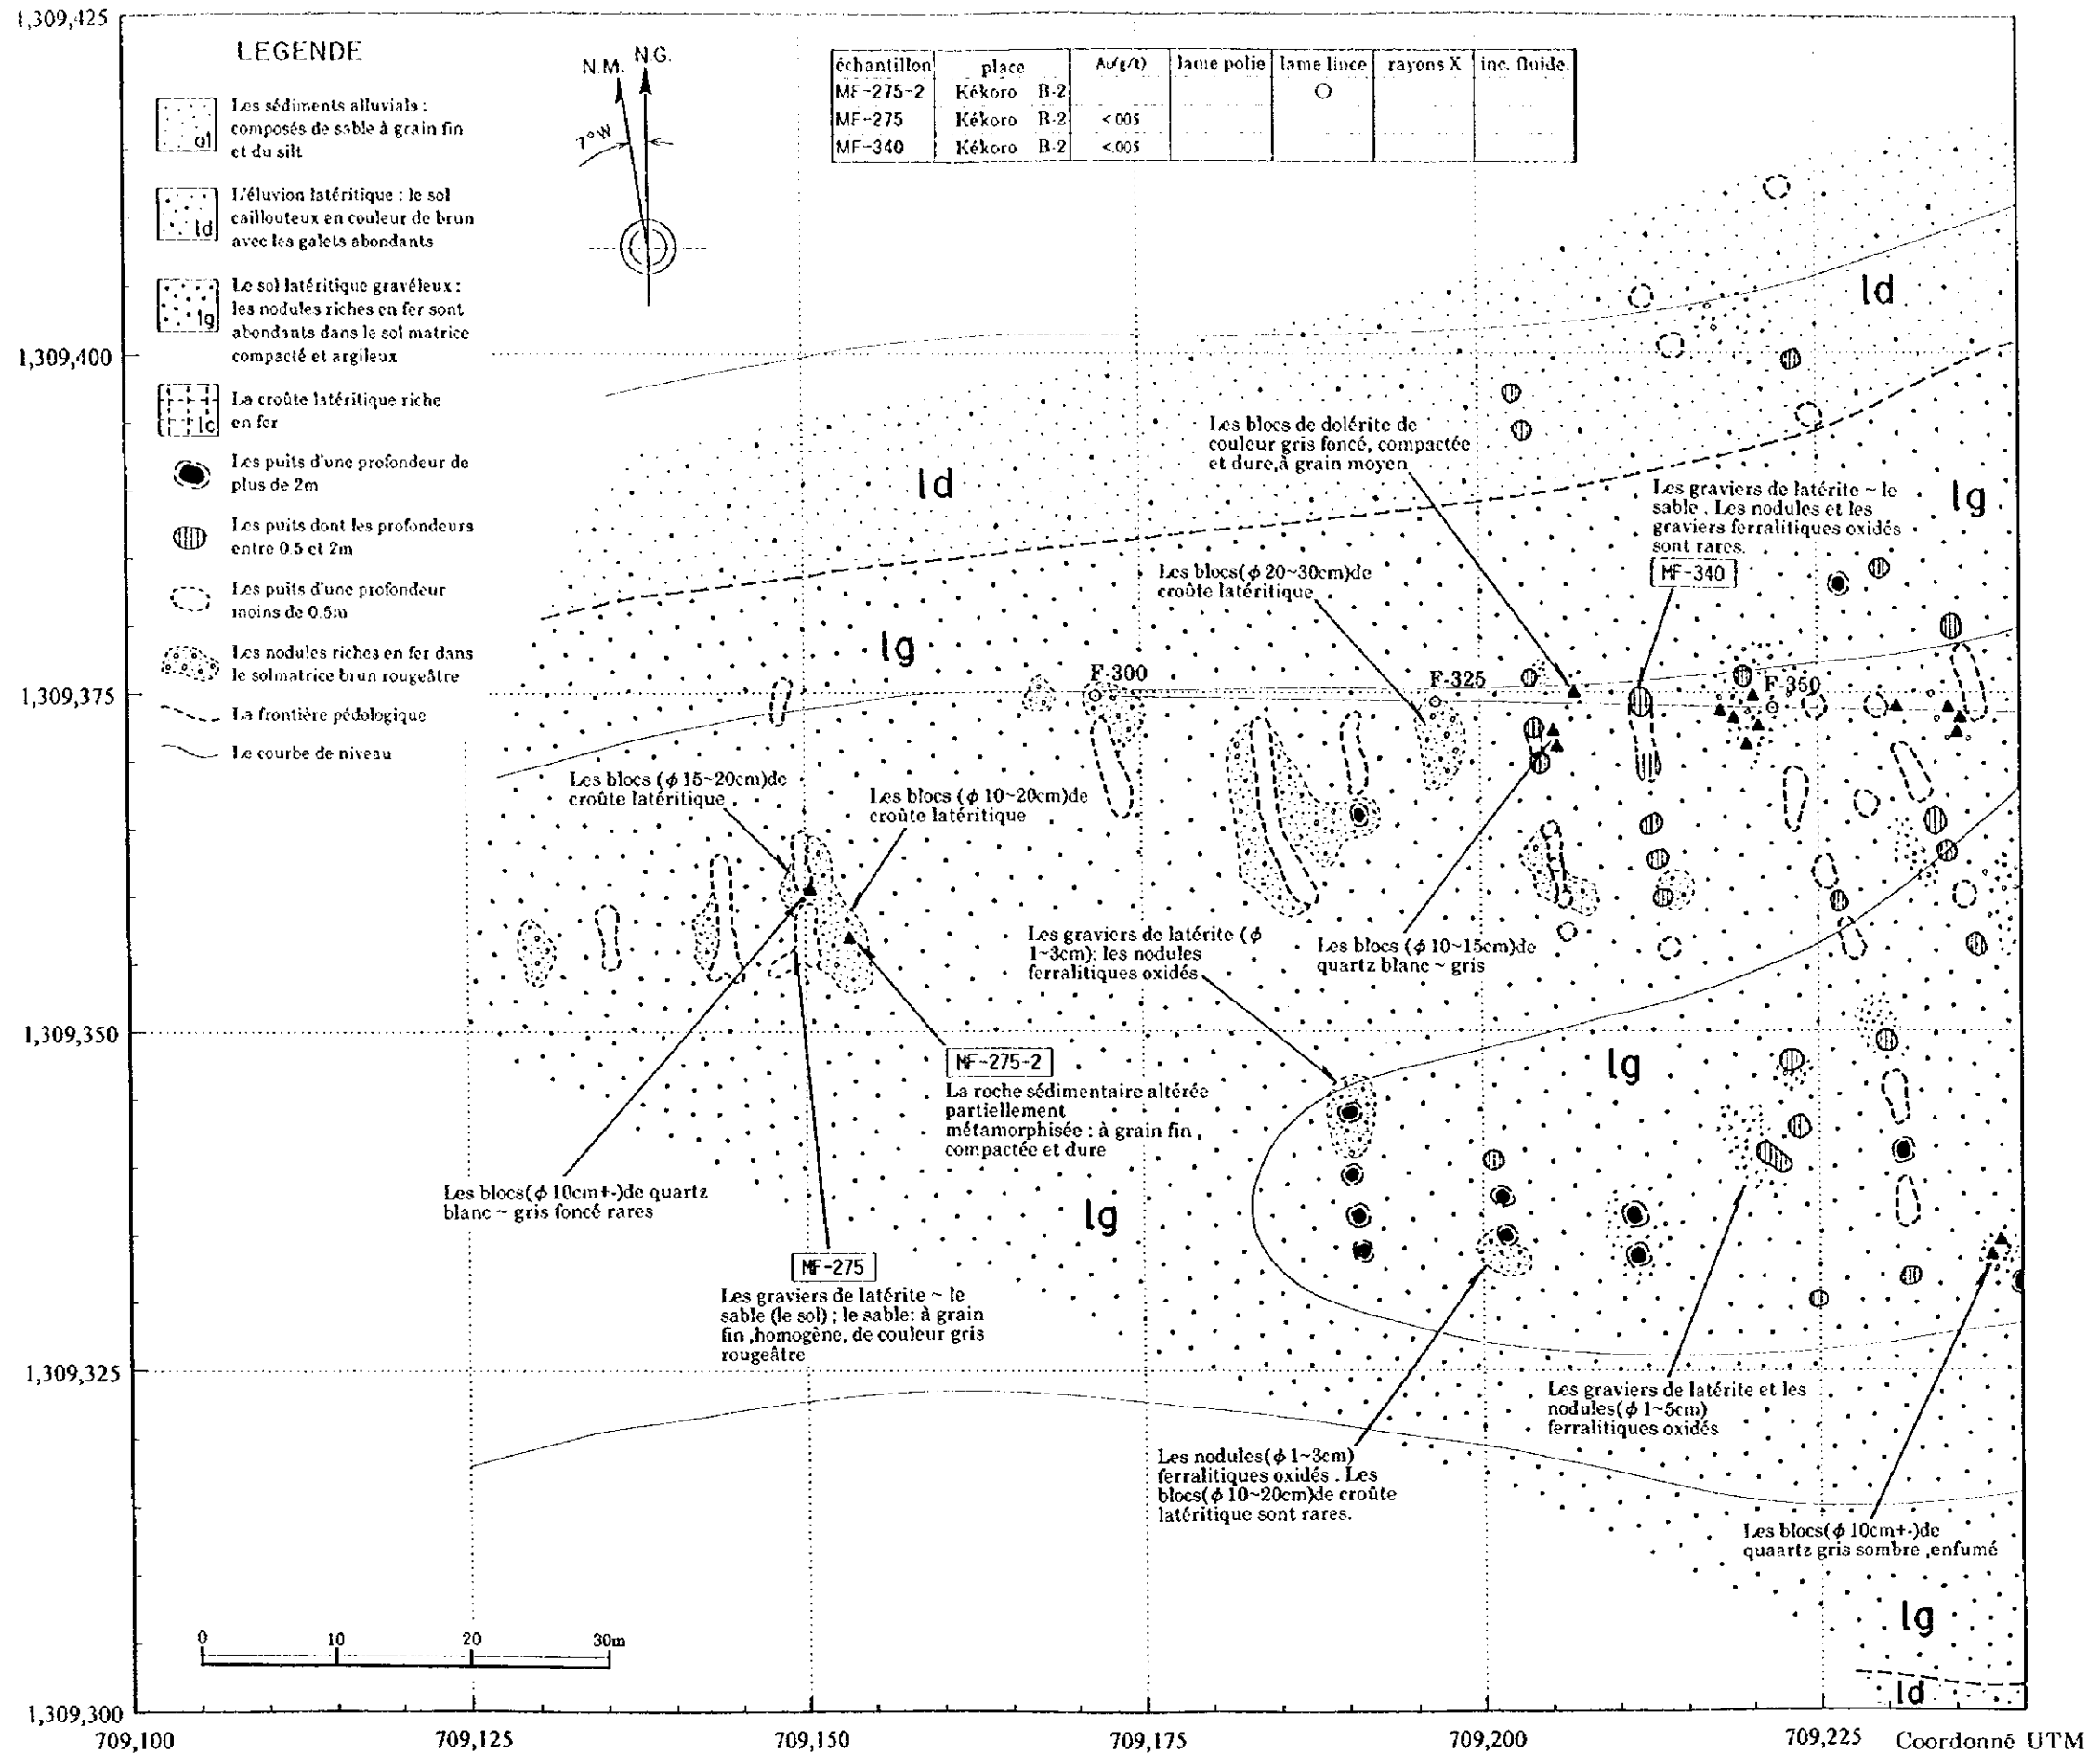 1,309,425
LEGENDE
al
Les sédiments alluvials :
composés de sable à grain fin
et du silt
ld
L'éluvion latéritique : le sol
caillouteux en couleur de brun
avec les galets abondants
lg
Le sol latéritique gravéleux :
les nodules riches en fer sont
abondants dans le sol matrice
compacté et argileux
lc
La croûte latéritique riche
en fer
Les puits d'une profondeur de
plus de 2m
Les puits dont les profondeurs
entre 0.5 et 2m
Les puits d'une profondeur
moins de 0.5m
Les nodules riches en fer dans
le solmatrice brun rougeâtre
La frontière pédologique
Le courbe de niveau
N.M. N.G.
7°W
échantillon place Au(g/t) lame polie lame lince rayons X inc. fluide.
MF-275-2 Kékoro B-2 ○
MF-275 Kékoro B-2 <005
MF-340 Kékoro B-2 <.005
ld
1,309,400
Les blocs de dolérite de
couleur gris foncé, compactée
et dure,à grain moyen
ld
Les graviers de latérite ~ le
sable . Les nodules et les
graviers ferralitiques oxidés
sont rares.
MF-340
lg
Les blocs(φ 20~30cm)de
croûte latéritique
lg
1,309,375
F-300
F-325
F-350
Les blocs (φ 15~20cm)de
croûte latéritique
Les blocs (φ 10~20cm)de
croûte latéritique
Les graviers de latérite (φ
1~3cm): les nodules
ferralitiques oxidés
Les blocs (φ 10~15cm)de
quartz blanc ~ gris
1,309,350
MF-275-2
La roche sédimentaire altérée
partiellement
métamorphisée : à grain fin,
compactée et dure
lg
Les blocs(φ 10cm+-)de quartz
blanc ~ gris foncé rares
lg
MF-275
Les graviers de latérite ~ le
sable (le sol) ; le sable: à grain
fin ,homogène, de couleur gris
rougeâtre
1,309,325
Les graviers de latérite et les
nodules(φ 1~5cm)
ferralitiques oxidés
Les nodules(φ 1~3cm)
ferralitiques oxidés . Les
blocs(φ 10~20cm)de croûte
latéritique sont rares.
Les blocs(φ 10cm+-)de
quaartz gris sombre ,enfumé
lg
ld
0 10 20 30m
1,309,300
709,100 709,125 709,150 709,175 709,200 709,225 Coordonné UTM